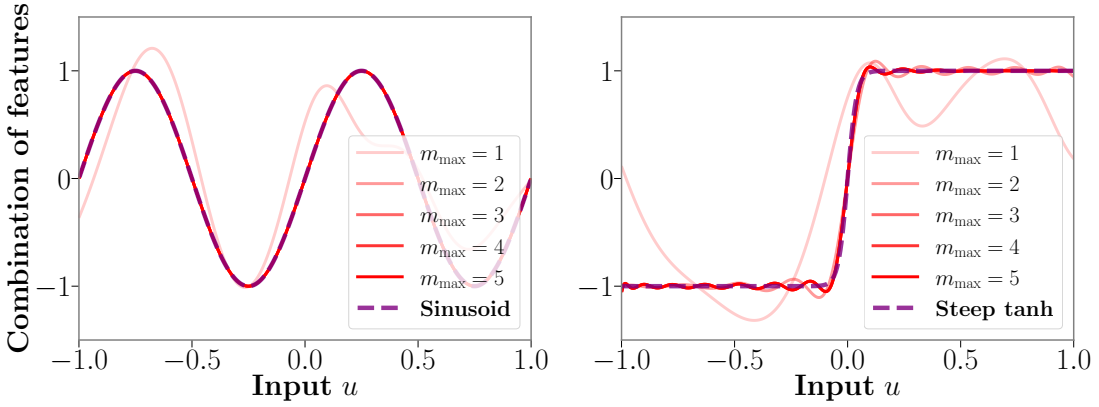 Combination of features
1
0
−1
−1.0
−0.5
0.0
0.5
1.0
Input u
m_max = 1
m_max = 2
m_max = 3
m_max = 4
m_max = 5
Sinusoid
1
0
−1
−1.0
−0.5
0.0
0.5
1.0
Input u
m_max = 1
m_max = 2
m_max = 3
m_max = 4
m_max = 5
Steep tanh